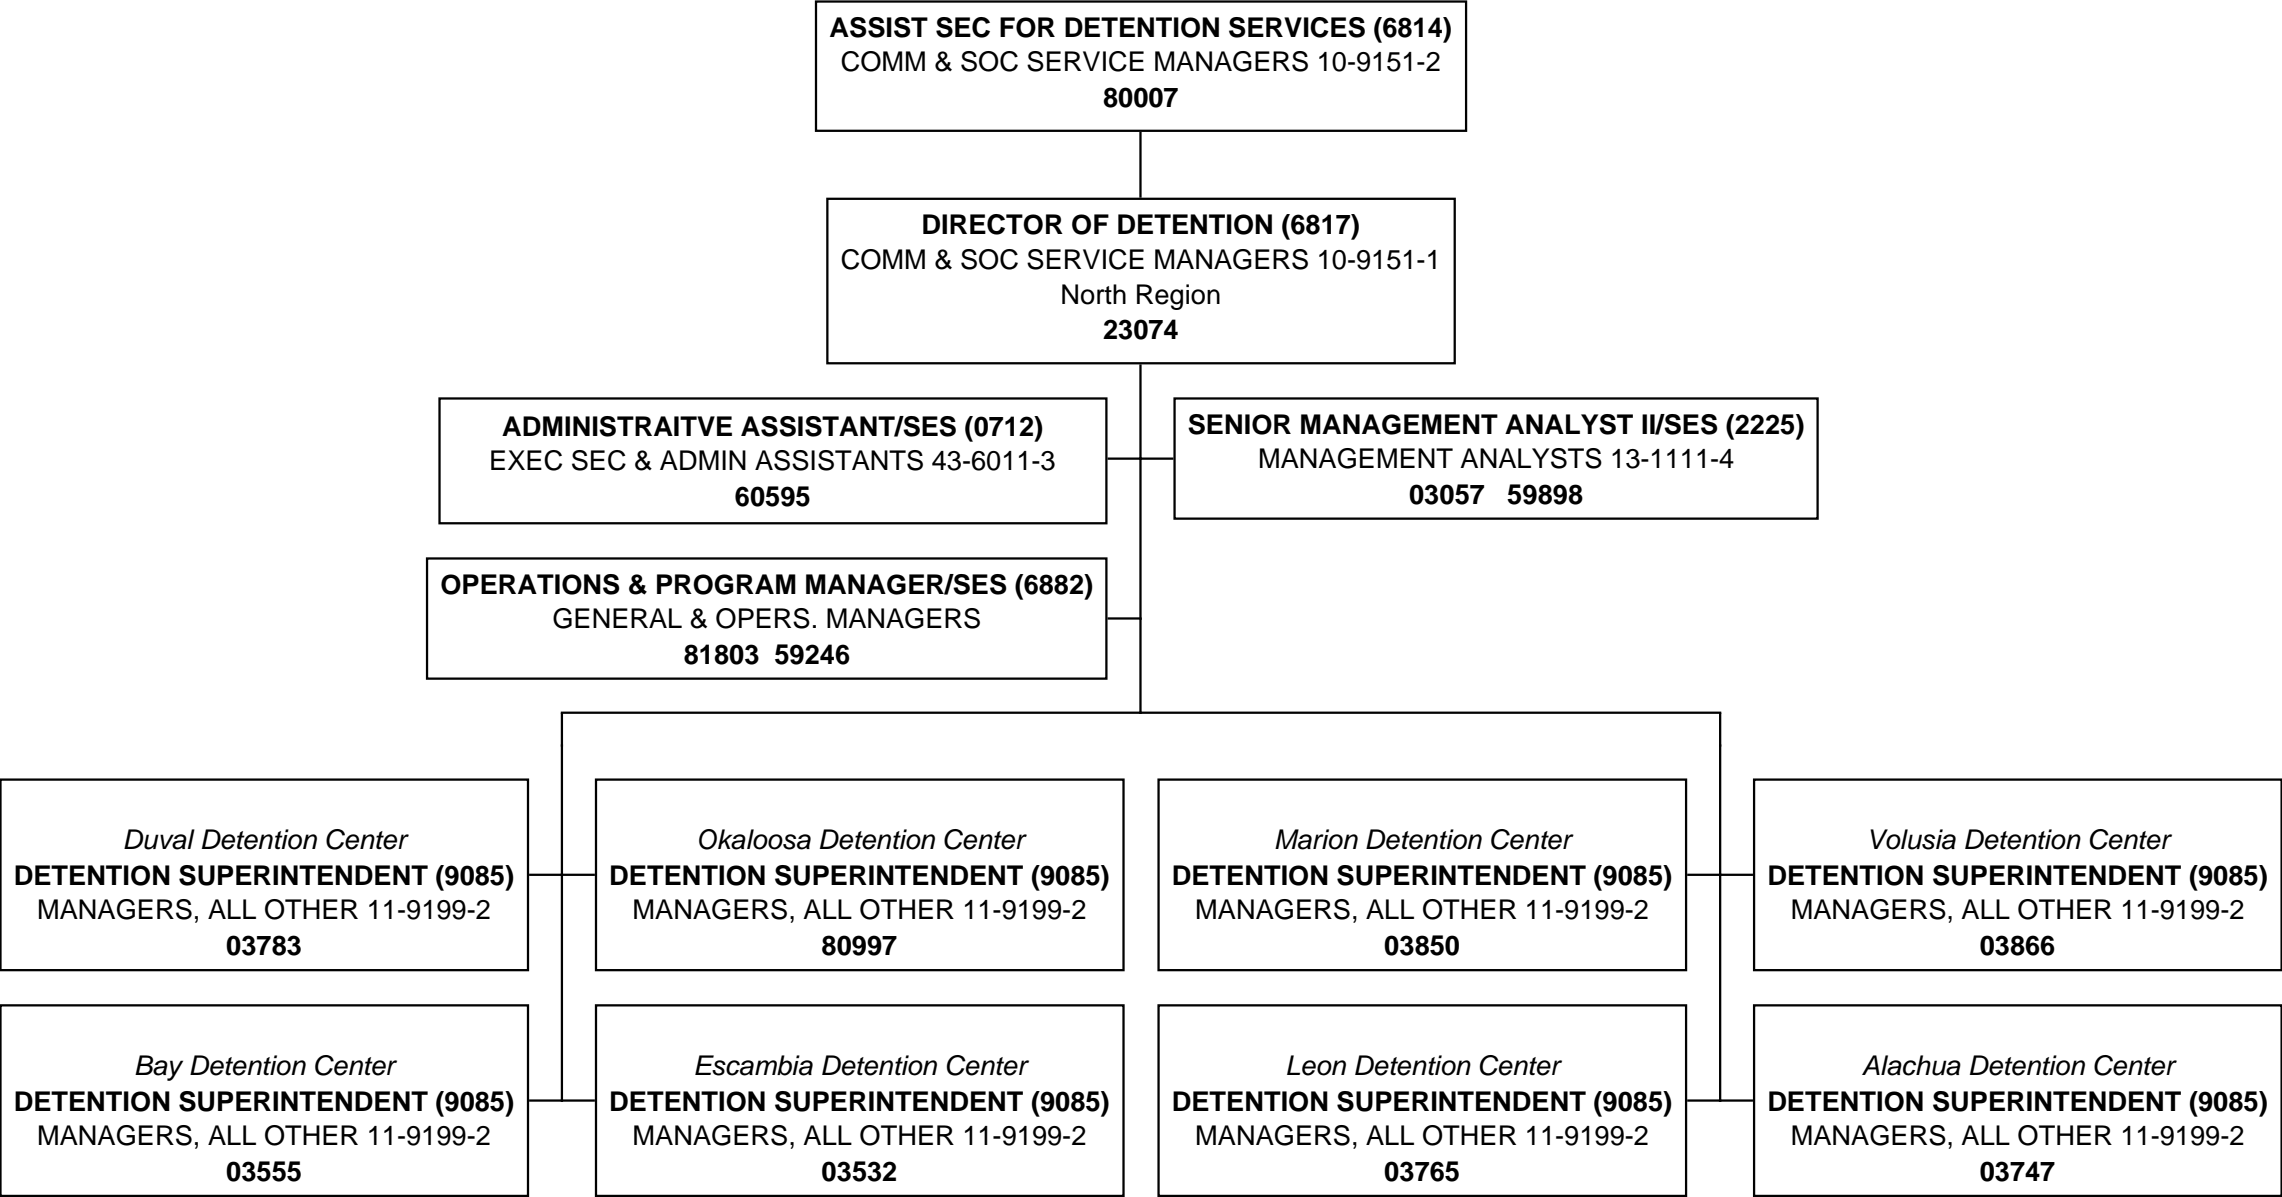 ASSIST SEC FOR DETENTION SERVICES (6814)
COMM & SOC SERVICE MANAGERS 10-9151-2
80007
DIRECTOR OF DETENTION (6817)
COMM & SOC SERVICE MANAGERS 10-9151-1
North Region
23074
ADMINISTRAITVE ASSISTANT/SES (0712)
EXEC SEC & ADMIN ASSISTANTS 43-6011-3
60595
SENIOR MANAGEMENT ANALYST II/SES (2225)
MANAGEMENT ANALYSTS 13-1111-4
03057 59898
OPERATIONS & PROGRAM MANAGER/SES (6882)
GENERAL & OPERS. MANAGERS
81803 59246
Duval Detention Center
DETENTION SUPERINTENDENT (9085)
MANAGERS, ALL OTHER 11-9199-2
03783
Okaloosa Detention Center
DETENTION SUPERINTENDENT (9085)
MANAGERS, ALL OTHER 11-9199-2
80997
Marion Detention Center
DETENTION SUPERINTENDENT (9085)
MANAGERS, ALL OTHER 11-9199-2
03850
Volusia Detention Center
DETENTION SUPERINTENDENT (9085)
MANAGERS, ALL OTHER 11-9199-2
03866
Bay Detention Center
DETENTION SUPERINTENDENT (9085)
MANAGERS, ALL OTHER 11-9199-2
03555
Escambia Detention Center
DETENTION SUPERINTENDENT (9085)
MANAGERS, ALL OTHER 11-9199-2
03532
Leon Detention Center
DETENTION SUPERINTENDENT (9085)
MANAGERS, ALL OTHER 11-9199-2
03765
Alachua Detention Center
DETENTION SUPERINTENDENT (9085)
MANAGERS, ALL OTHER 11-9199-2
03747